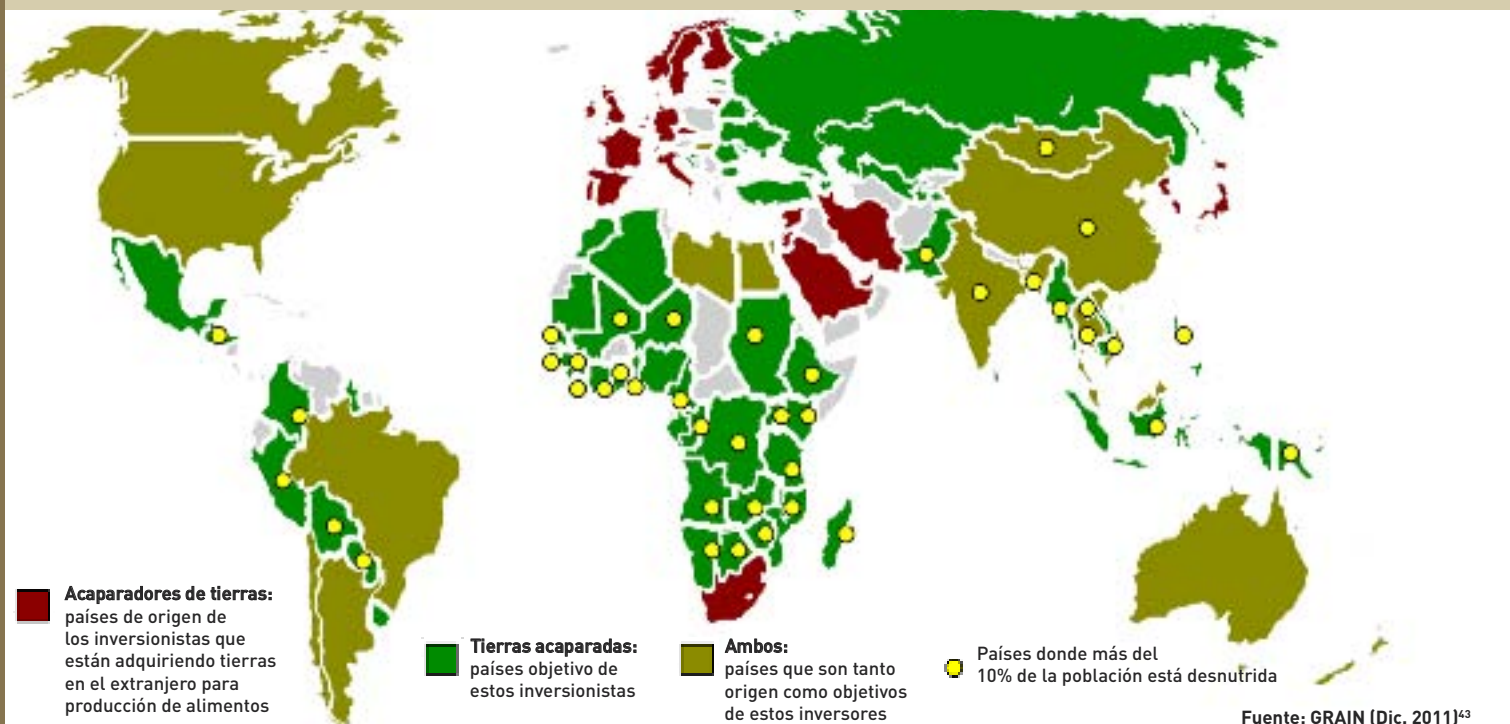 Acaparadores de tierras:
países de origen de
los inversionistas que
están adquiriendo tierras
en el extranjero para
producción de alimentos
Tierras acaparadas:
países objetivo de
estos inversionistas
Ambos:
países que son tanto
origen como objetivos
de estos inversores
Países donde más del
10% de la población está desnutrida
Fuente: GRAIN (Dic. 2011)⁴³